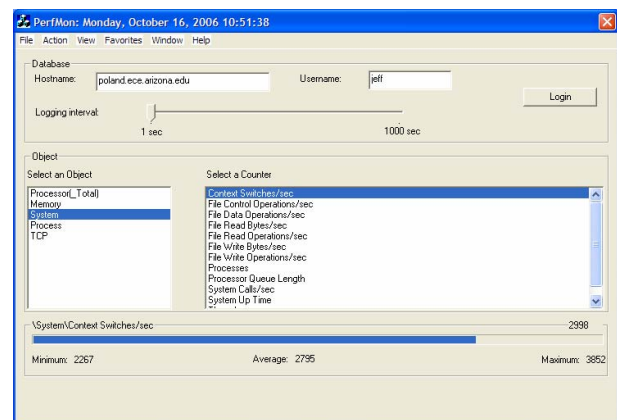 PerfMon: Monday, October 16, 2006 10:51:38
File Action View Favorites Window Help
Database
Hostname: poland.ece.arizona.edu Username: jeff
Login
Logging interval:
1 sec 1000 sec
Object
Select an Object Select a Counter
Processor(_Total)
Memory
System
Process
TCP
Context Switches/sec
File Control Operations/sec
File Data Operations/sec
File Read Bytes/sec
File Read Operations/sec
File Write Bytes/sec
File Write Operations/sec
Processes
Processor Queue Length
System Calls/sec
System Up Time
\System\Context Switches/sec 2998
Minimum: 2267 Average: 2795 Maximum: 3852